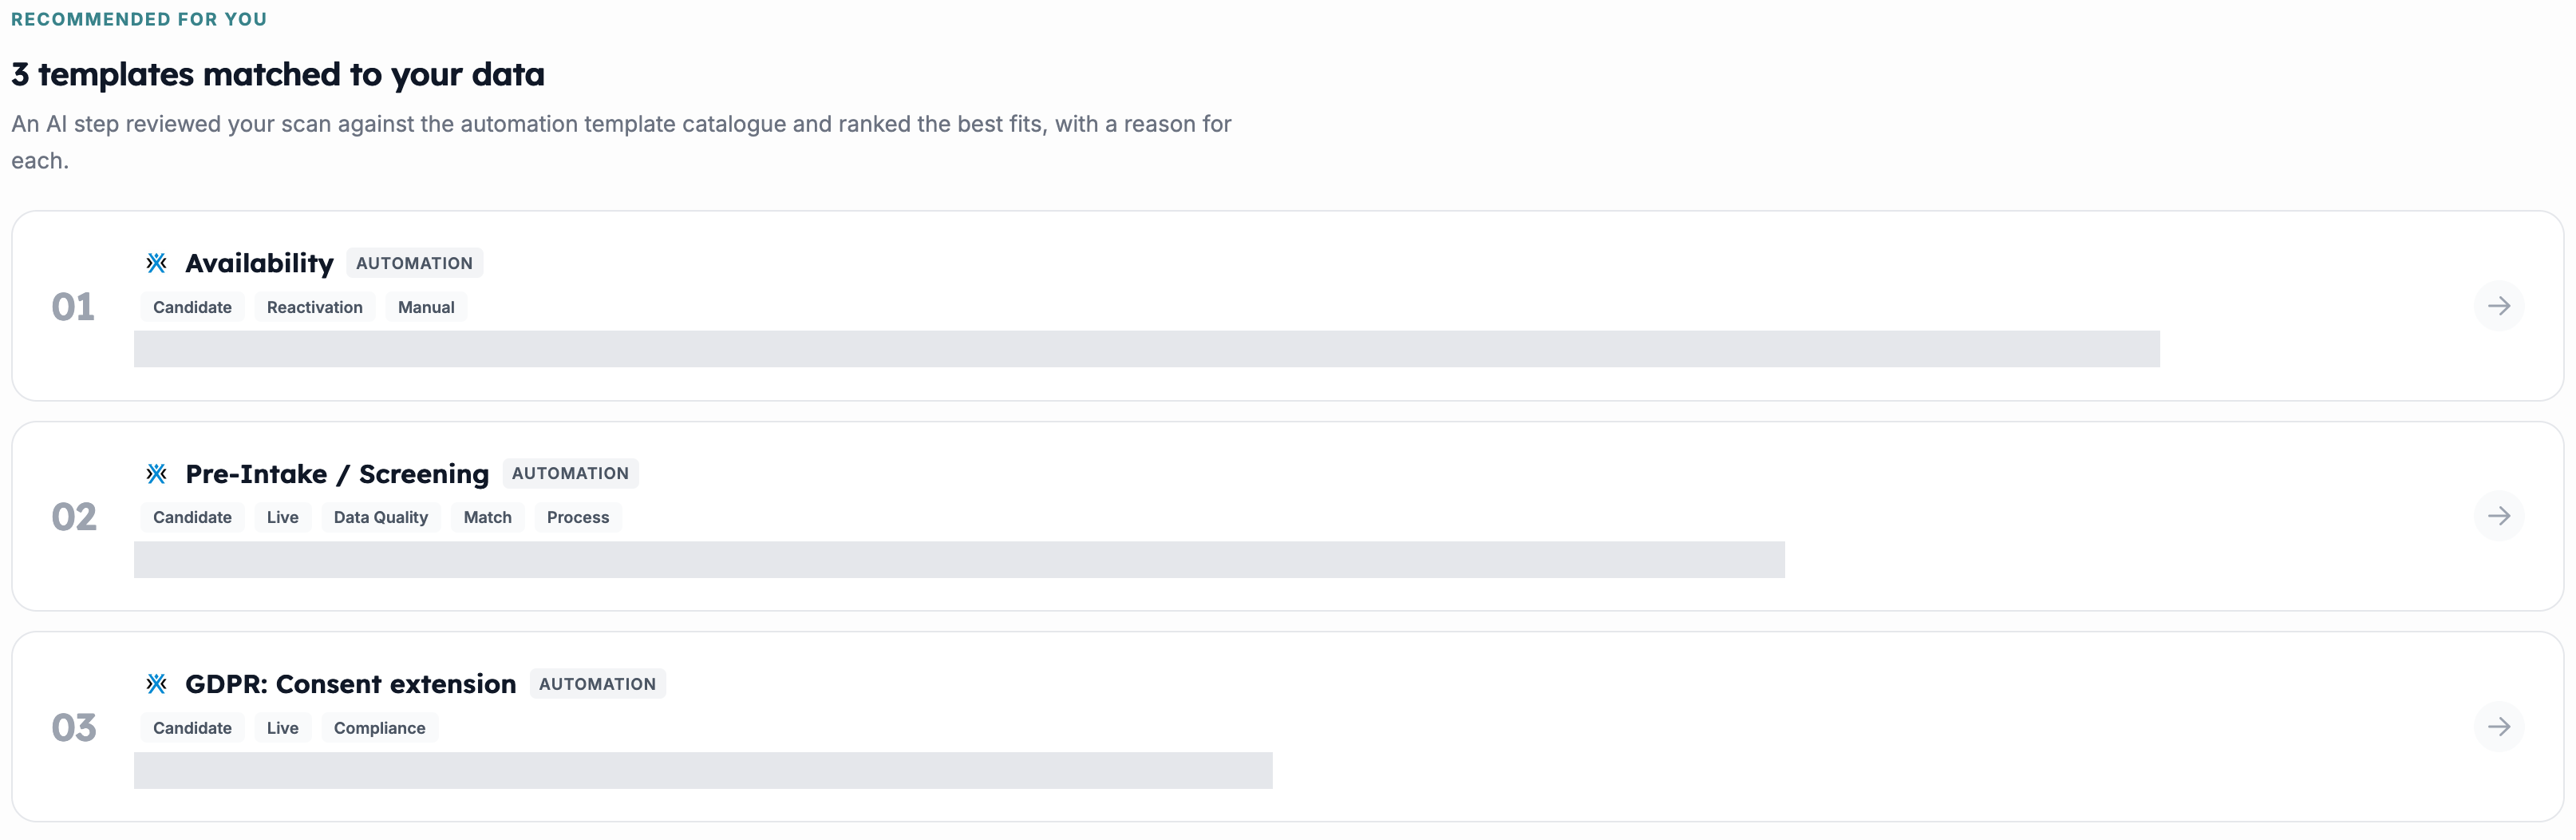 RECOMMENDED FOR YOU
3 templates matched to your data
An AI step reviewed your scan against the automation template catalogue and ranked the best fits, with a reason for
each.
01
Availability AUTOMATION
Candidate Reactivation Manual
02
Pre-Intake / Screening AUTOMATION
Candidate Live Data Quality Match Process
03
GDPR: Consent extension AUTOMATION
Candidate Live Compliance